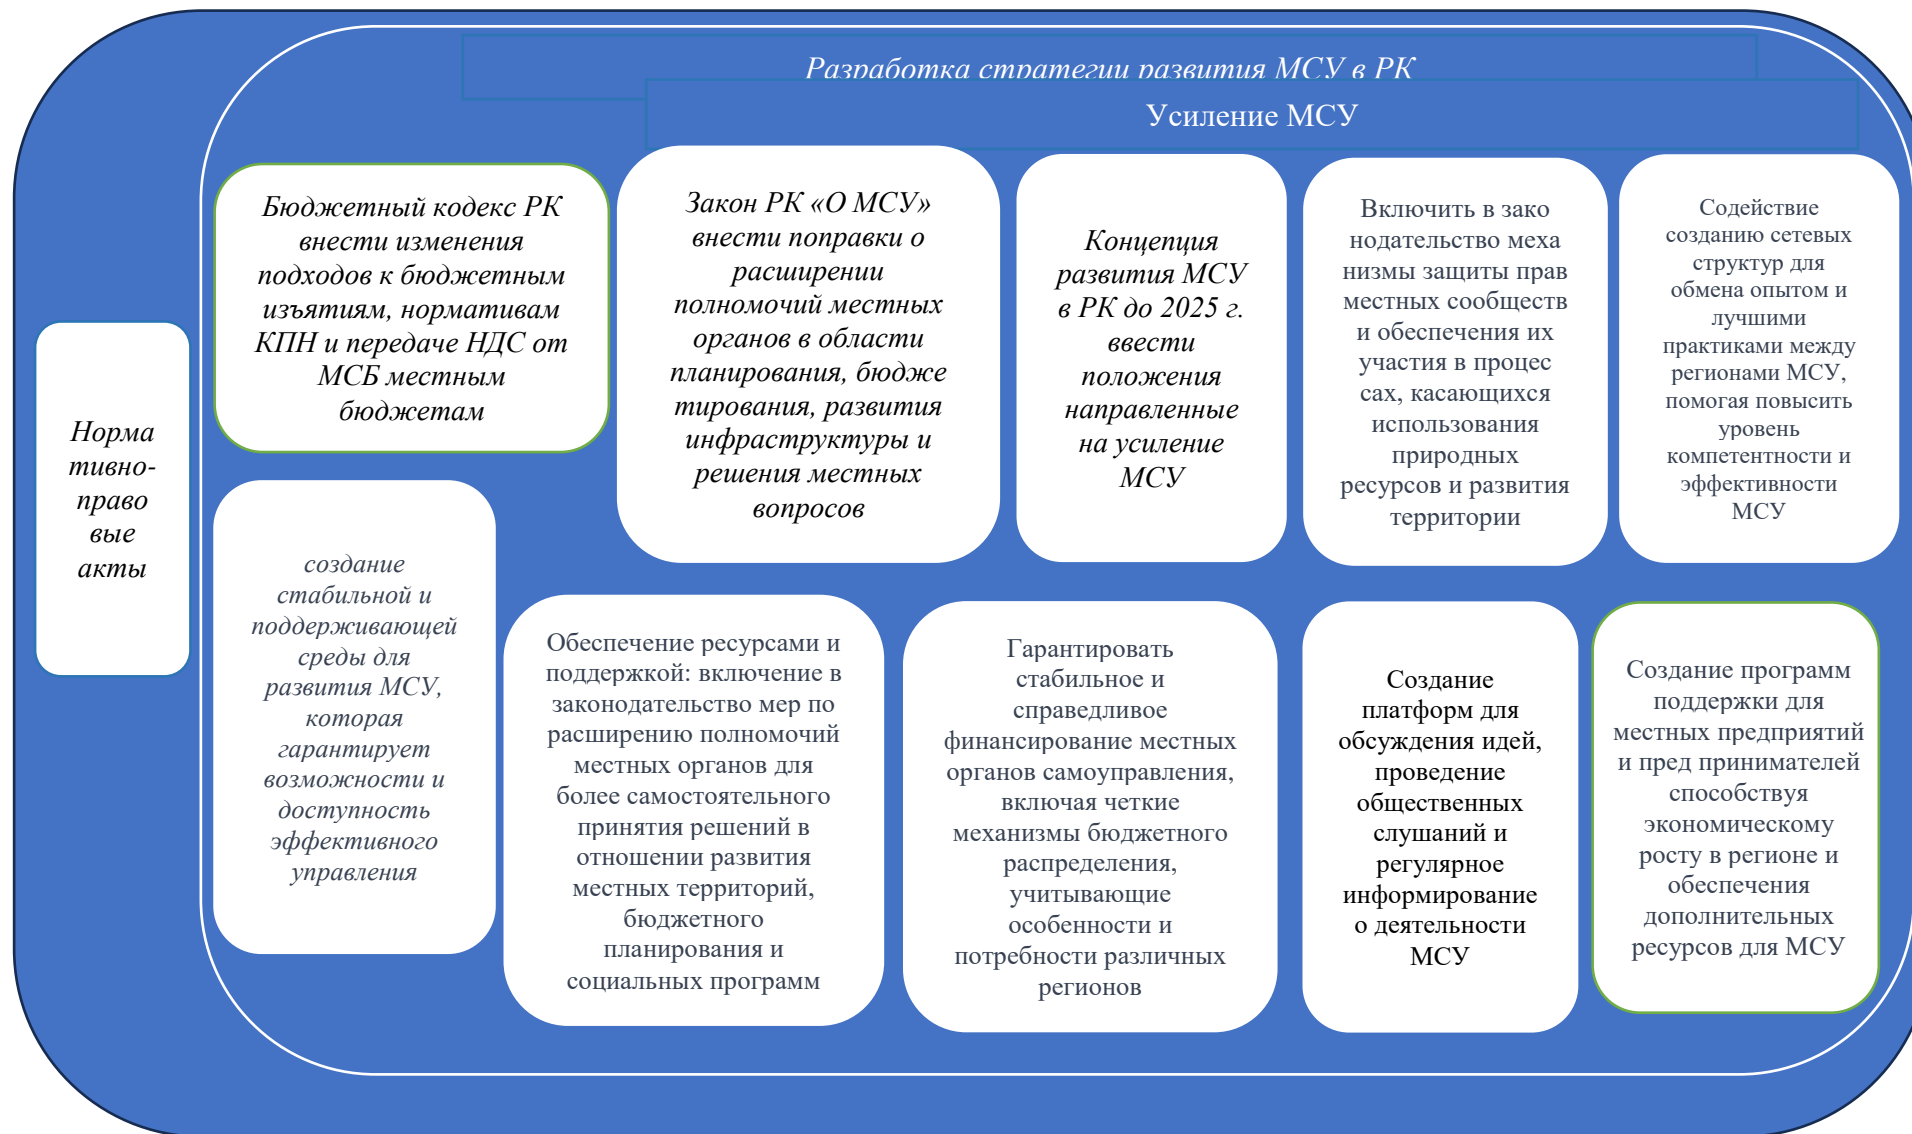 Разработка стратегии развития МСУ в РК
Усиление МСУ
Норма
тивно-
право
вые
акты
Бюджетный кодекс РК
внести изменения
подходов к бюджетным
изъятиям, нормативам
КПН и передаче НДС от
МСБ местным
бюджетам
Закон РК «О МСУ»
внести поправки о
расширении
полномочий местных
органов в области
планирования, бюдже
тирования, развития
инфраструктуры и
решения местных
вопросов
Концепция
развития МСУ
в РК до 2025 г.
ввести
положения
направленные
на усиление
МСУ
Включить в зако
нодательство меха
низмы защиты прав
местных сообществ
и обеспечения их
участия в процес
сах, касающихся
использования
природных
ресурсов и развития
территории
Содействие
созданию сетевых
структур для
обмена опытом и
лучшими
практиками между
регионами МСУ,
помогая повысить
уровень
компетентности и
эффективности
МСУ
создание
стабильной и
поддерживающей
среды для
развития МСУ,
которая
гарантирует
возможности и
доступность
эффективного
управления
Обеспечение ресурсами и
поддержкой: включение в
законодательство мер по
расширению полномочий
местных органов для
более самостоятельного
принятия решений в
отношении развития
местных территорий,
бюджетного
планирования и
социальных программ
Гарантировать
стабильное и
справедливое
финансирование местных
органов самоуправления,
включая четкие
механизмы бюджетного
распределения,
учитывающие
особенности и
потребности различных
регионов
Создание
платформ для
обсуждения идей,
проведение
общественных
слушаний и
регулярное
информирование
о деятельности
МСУ
Создание программ
поддержки для
местных предприятий
и пред принимателей
способствуя
экономическому
росту в регионе и
обеспечения
дополнительных
ресурсов для МСУ